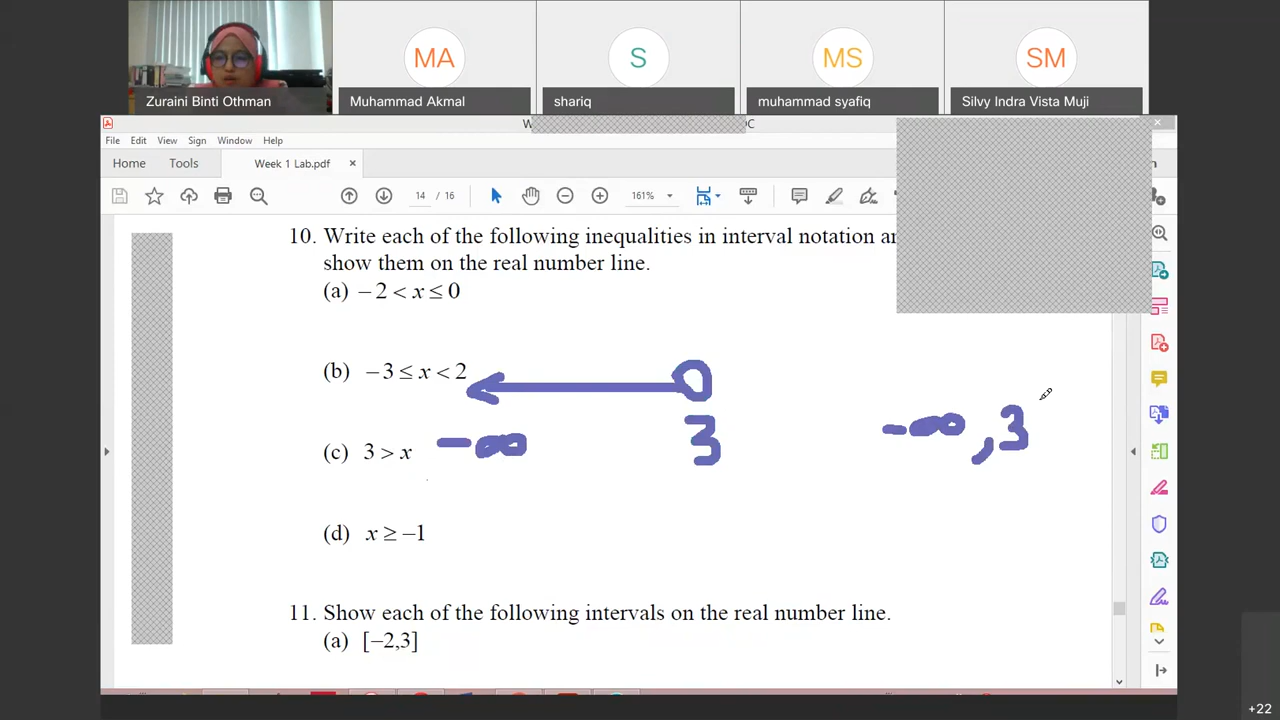 MA
S
MS
SM
Zuraini Binti Othman
Muhammad Akmal
shariq
muhammad syafiq
Silvy Indra Vista Muji
File Edit View Sign Window Help
Home Tools Week 1 Lab.pdf
14 / 16
161%
10. Write each of the following inequalities in interval notation
show them on the real number line.
(a) −2 < x ≤ 0
(b) −3 ≤ x < 2
-∞ 3
-∞,3
(c) 3 > x
(d) x ≥ −1
11. Show each of the following intervals on the real number line.
(a) [−2,3]
+22